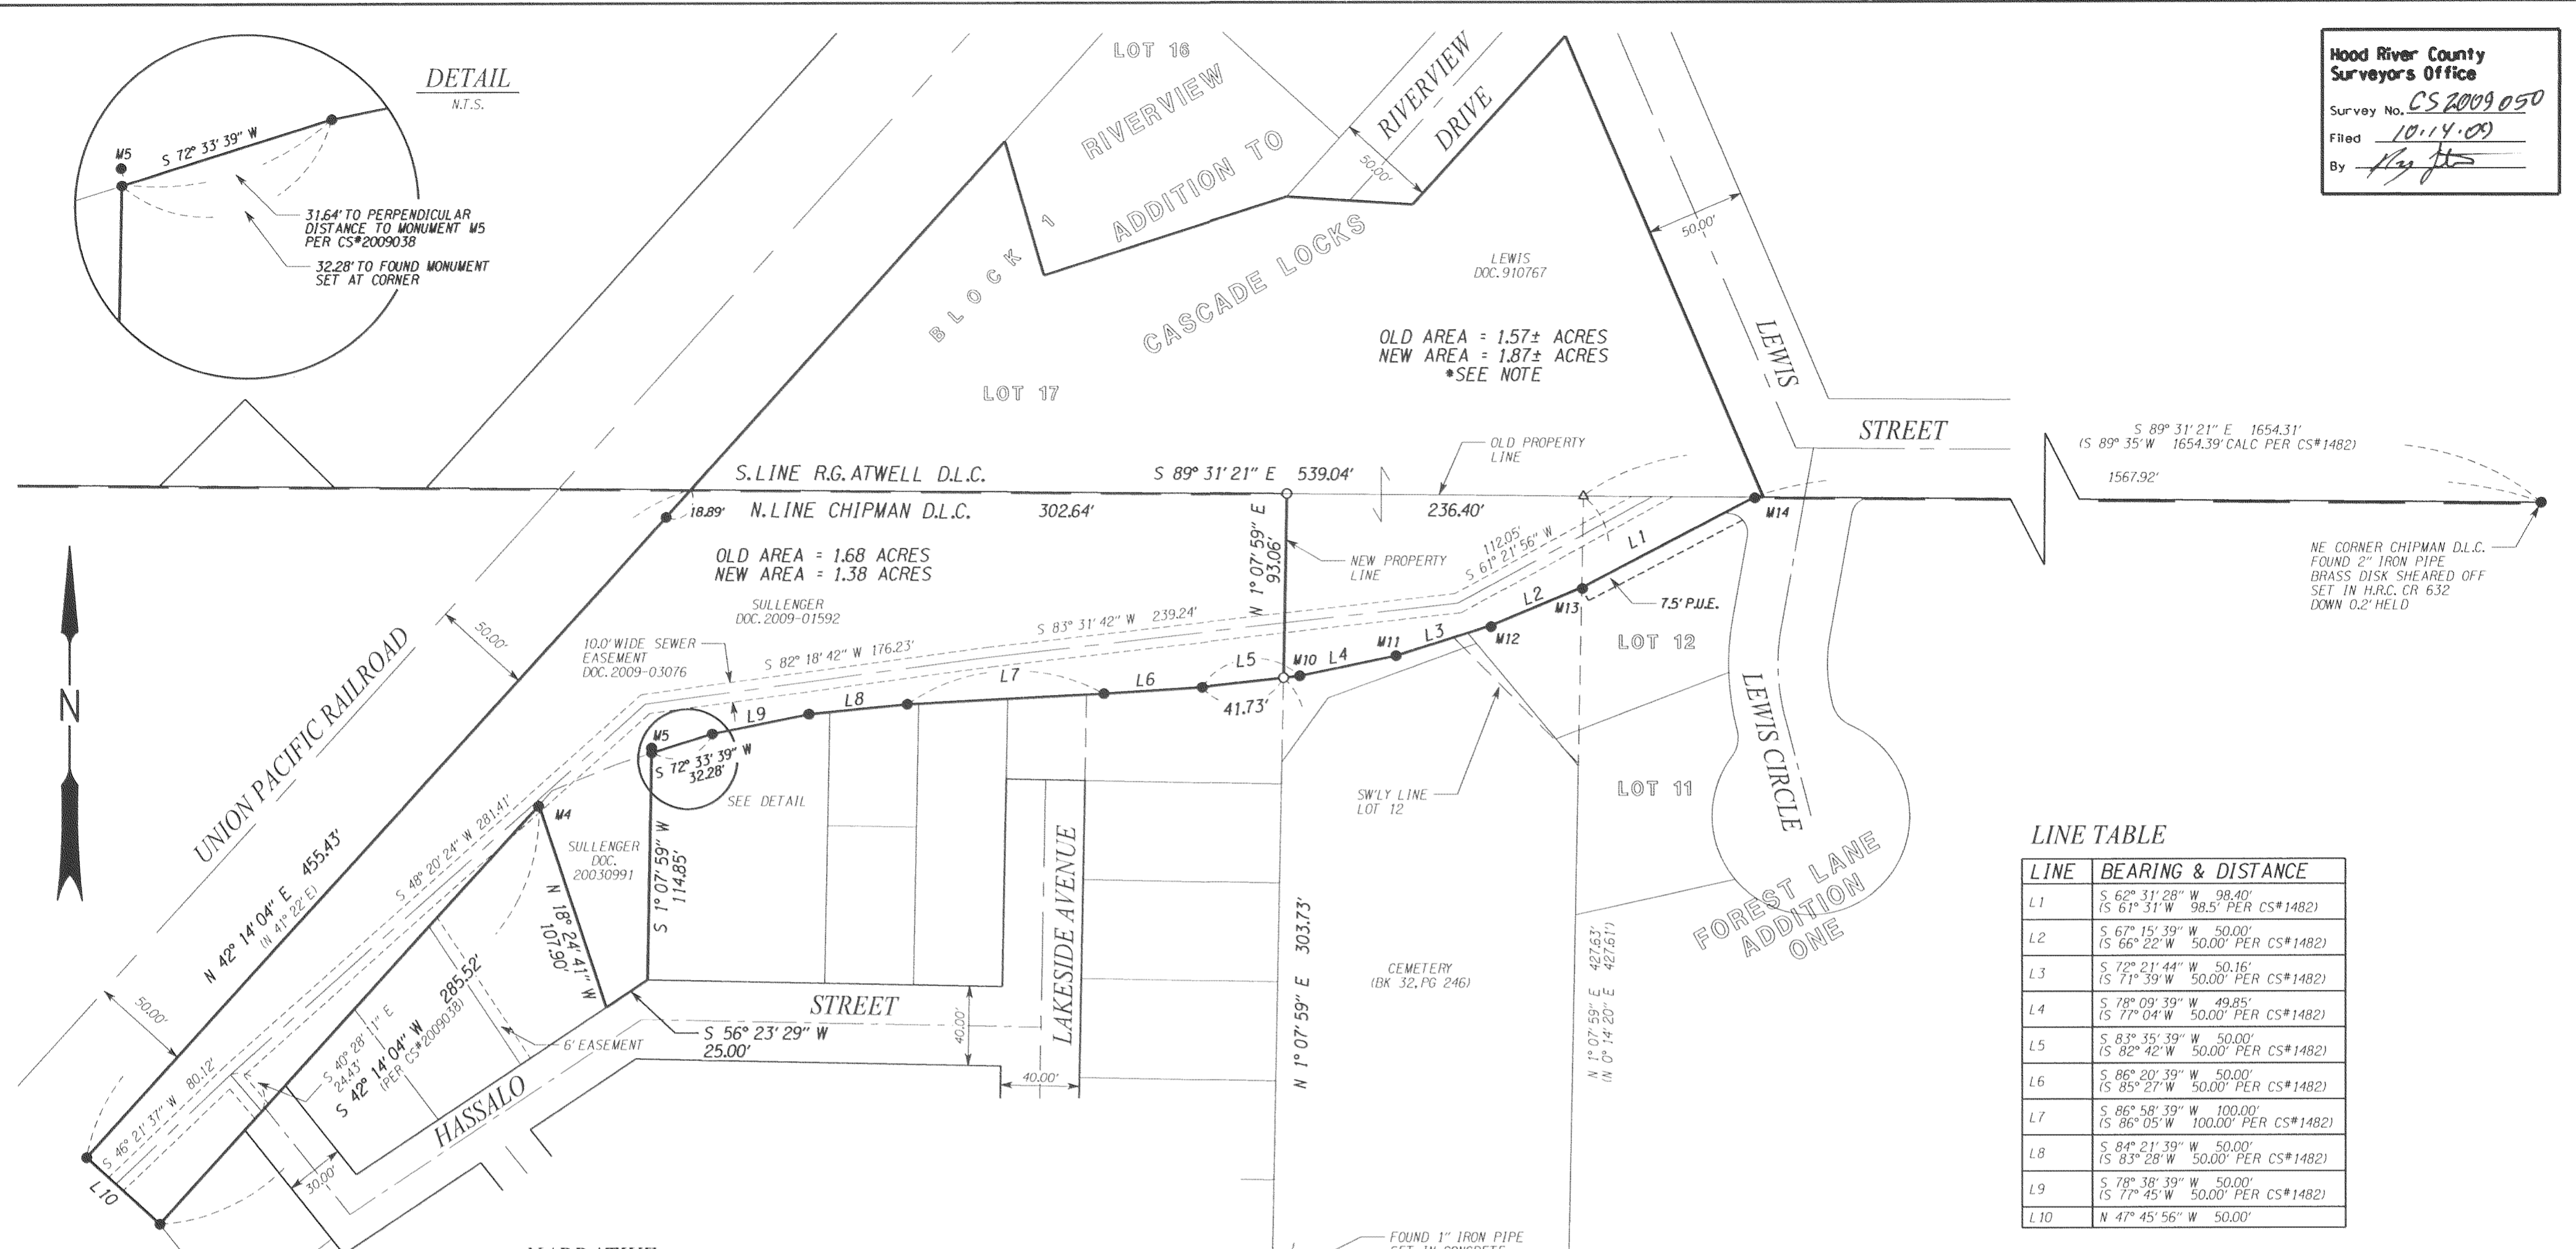 DETAIL
N.T.S.
M5
S 72° 33' 39" W
31.64' TO PERPENDICULAR
DISTANCE TO MONUMENT M5
PER CS#2009038
32.28' TO FOUND MONUMENT
SET AT CORNER
LOT 16
RIVERVIEW
ADDITION TO
CASCADE LOCKS
BLOCK 1
LOT 17
RIVERVIEW
DRIVE
50.00'
LEWIS
DOC. 910767
OLD AREA = 1.57± ACRES
NEW AREA = 1.87± ACRES
*SEE NOTE
50.00'
LEWIS
STREET
Hood River County
Surveyors Office
Survey No. CS2009050
Filed 10·14·09
By
S 89° 31' 21" E 1654.31'
(S 89° 35' W 1654.39' CALC PER CS#1482)
1567.92'
NE CORNER CHIPMAN D.L.C.
FOUND 2" IRON PIPE
BRASS DISK SHEARED OFF
SET IN H.R.C. CR 632
DOWN 0.2' HELD
OLD PROPERTY
LINE
S. LINE R.G. ATWELL D.L.C.
S 89° 31' 21" E 539.04'
18.89'
N. LINE CHIPMAN D.L.C.
302.64'
236.40'
M14
OLD AREA = 1.68 ACRES
NEW AREA = 1.38 ACRES
SULLENGER
DOC. 2009-01592
N 1° 07' 59" E
93.06'
NEW PROPERTY
LINE
112.05'
S 61° 21' 56" W
L1
L2
M13
7.5' P.U.E.
M12
L3
M11
L4
M10
L5
41.73'
L6
L7
L8
L9
S 83° 31' 42" W 239.24'
S 82° 18' 42" W 176.23'
10.0' WIDE SEWER
EASEMENT
DOC. 2009-03076
M5
S 72° 33' 39" W
32.28'
SEE DETAIL
N
UNION PACIFIC RAILROAD
50.00'
50.00'
N 42° 14' 04" E 455.43'
(N 41° 22' E)
S 48° 20' 24" W 281.41'
M4
SULLENGER
DOC.
20030991
N 18° 24' 41" W
107.90'
S 1° 07' 59" W
114.85'
S 46° 21' 37" W 80.12'
S 40° 28' 11" E
24.43'
S 42° 14' 04" W 285.52'
(PER CS#2009038)
6' EASEMENT
S 56° 23' 29" W
25.00'
HASSALO
STREET
40.00'
40.00'
30.00'
L10
LAKESIDE AVENUE
N 1° 07' 59" E 303.73'
CEMETERY
(BK 32, PG 246)
SW'LY LINE
LOT 12
LOT 12
LOT 11
LEWIS CIRCLE
FOREST LANE
ADDITION
ONE
N 1° 07' 59" E 427.63'
(N 0° 14' 20" E 427.61')
FOUND 1" IRON PIPE
SET IN CONCRETE
NARRATIVE
LINE TABLE
LINE BEARING & DISTANCE
L1 S 62° 31' 28" W 98.40'
(S 61° 31' W 98.5' PER CS#1482)
L2 S 67° 15' 39" W 50.00'
(S 66° 22' W 50.00' PER CS#1482)
L3 S 72° 21' 44" W 50.16'
(S 71° 39' W 50.00' PER CS#1482)
L4 S 78° 09' 39" W 49.85'
(S 77° 04' W 50.00' PER CS#1482)
L5 S 83° 35' 39" W 50.00'
(S 82° 42' W 50.00' PER CS#1482)
L6 S 86° 20' 39" W 50.00'
(S 85° 27' W 50.00' PER CS#1482)
L7 S 86° 58' 39" W 100.00'
(S 86° 05' W 100.00' PER CS#1482)
L8 S 84° 21' 39" W 50.00'
(S 83° 28' W 50.00' PER CS#1482)
L9 S 78° 38' 39" W 50.00'
(S 77° 45' W 50.00' PER CS#1482)
L10 N 47° 45' 56" W 50.00'